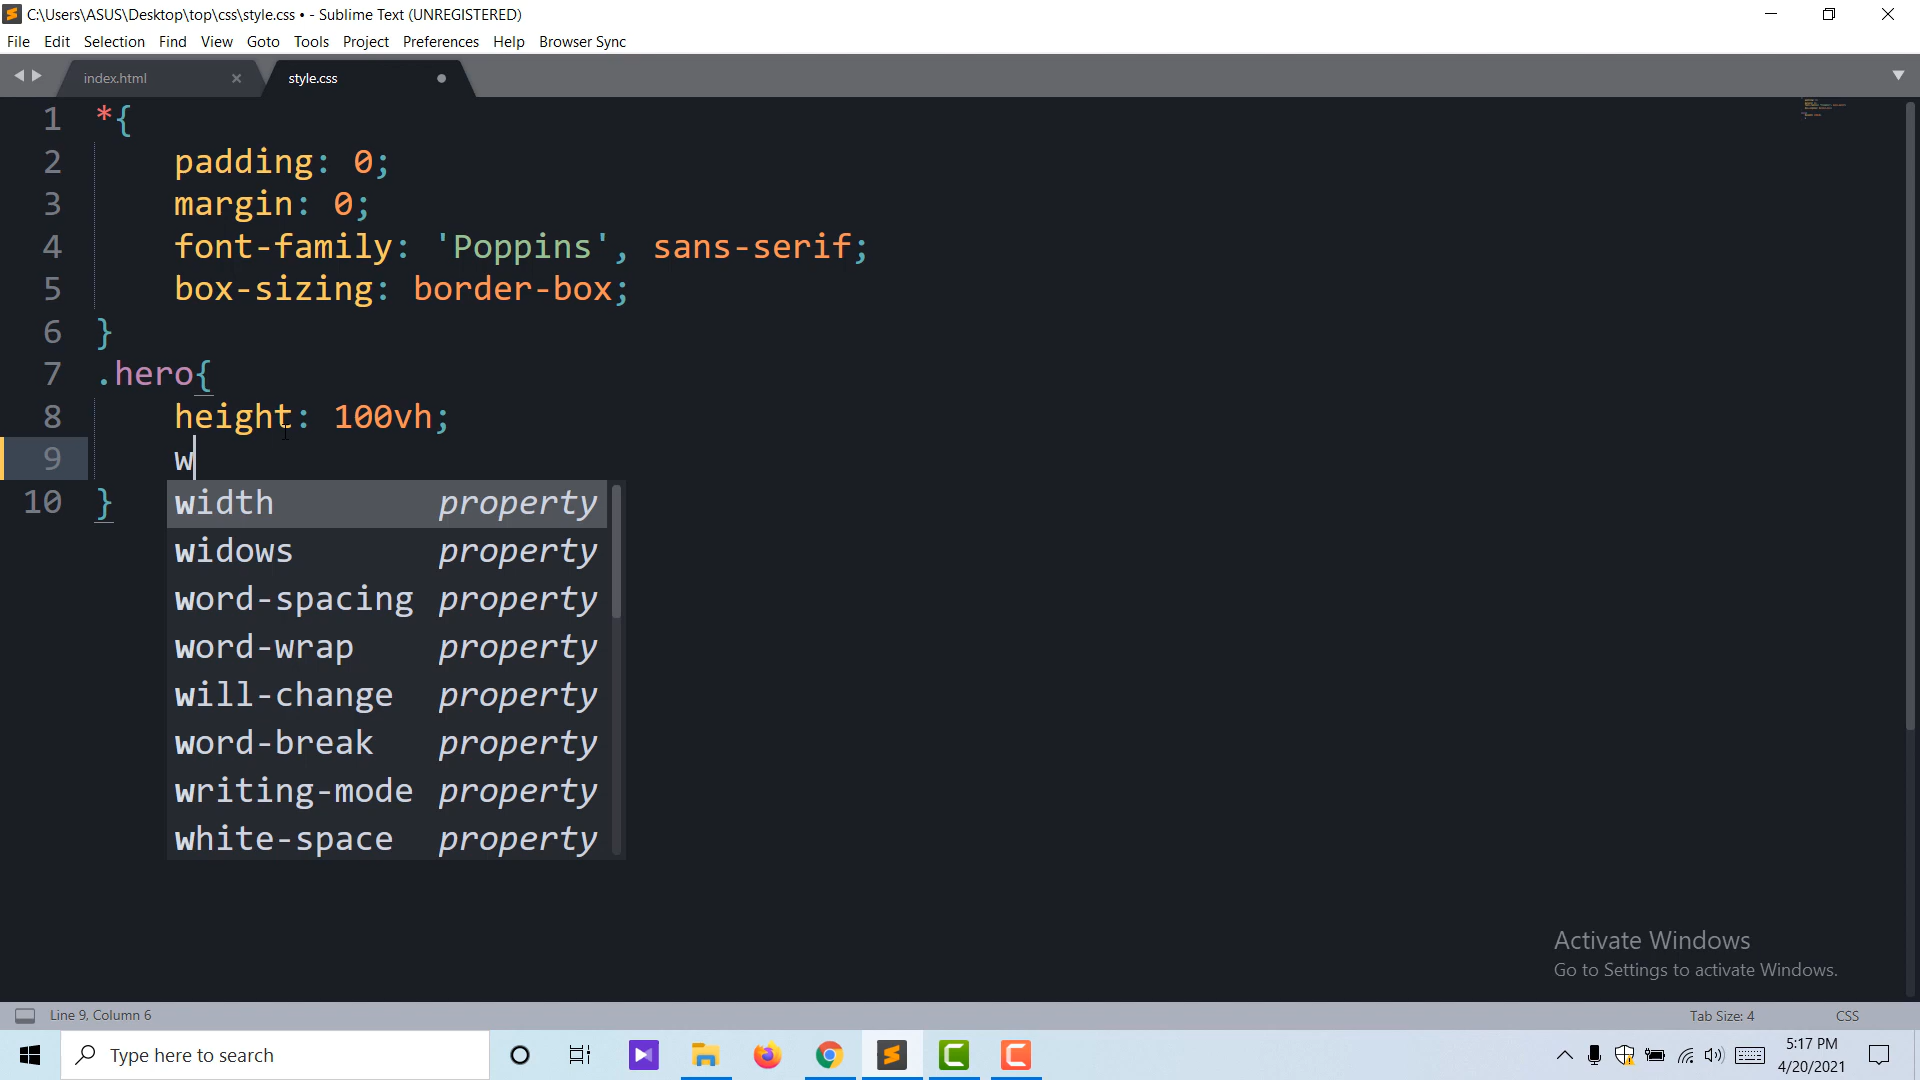 C:\Users\ASUS\Desktop\top\css\style.css • - Sublime Text (UNREGISTERED)
File Edit Selection Find View Goto Tools Project Preferences Help Browser Sync
index.html style.css
1 *{
2 padding: 0;
3 margin: 0;
4 font-family: 'Poppins', sans-serif;
5 box-sizing: border-box;
6 }
7 .hero{
8 height: 100vh;
9 w
10 }
width property
widows property
word-spacing property
word-wrap property
will-change property
word-break property
writing-mode property
white-space property
Activate Windows
Go to Settings to activate Windows.
Line 9, Column 6 Tab Size: 4 CSS
Type here to search
5:17 PM
4/20/2021